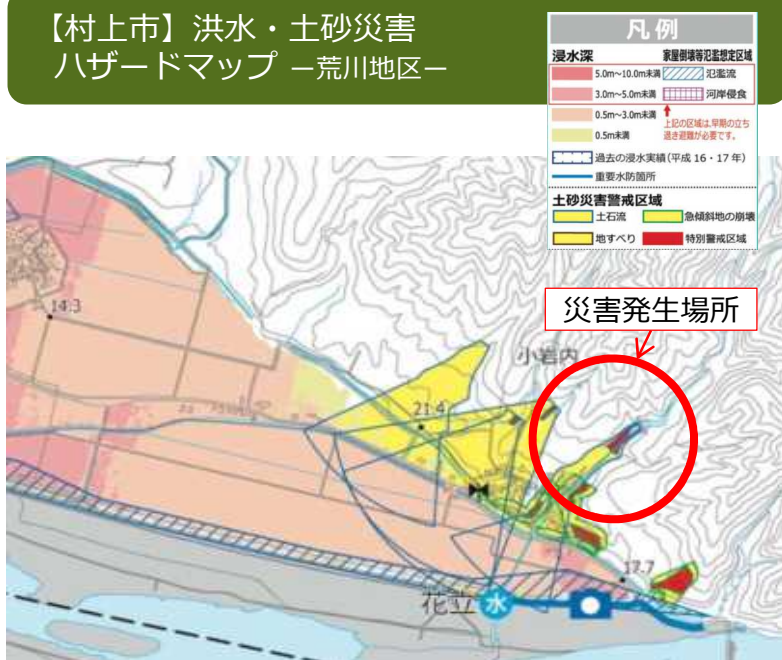 【村上市】洪水・土砂災害
ハザードマップ ー荒川地区ー
凡例
浸水深
家屋倒壊等氾濫想定区域
5.0m～10.0m未満
氾濫流
3.0m～5.0m未満
河岸侵食
0.5m～3.0m未満
上記の区域は、早期の立ち
退き避難が必要です。
0.5m未満
過去の浸水実績(平成16・17年)
重要水防箇所
土砂災害警戒区域
土石流
急傾斜地の崩壊
地すべり
特別警戒区域
災害発生場所
小岩内
14.3
21.4
17.7
花立
水